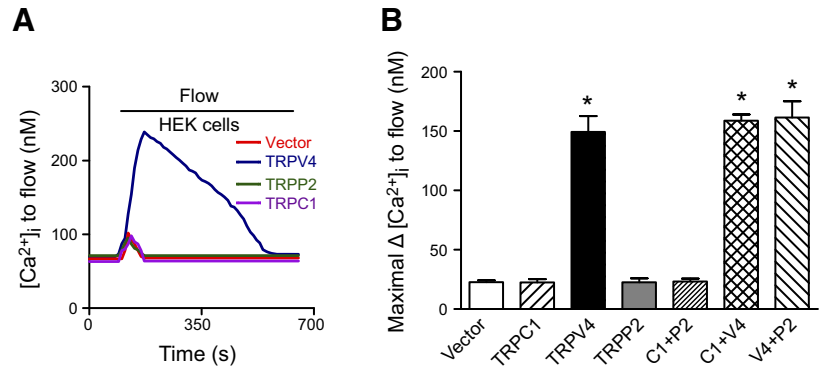 A
[Ca2+]i to flow (nM)
300
200
100
0
0
350
700
Time (s)
Flow
HEK cells
Vector
TRPV4
TRPP2
TRPC1
B
Maximal Δ [Ca2+]i to flow (nM)
200
150
100
50
0
*
*
*
Vector
TRPC1
TRPV4
TRPP2
C1+P2
C1+V4
V4+P2